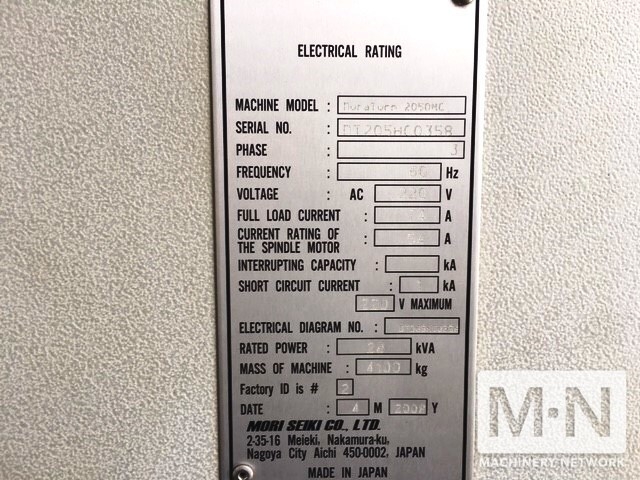 ELECTRICAL RATING
MACHINE MODEL : DuraTurn 2050MC
SERIAL NO. : DT205HC0358
PHASE : 3
FREQUENCY : 60 Hz
VOLTAGE : AC V
FULL LOAD CURRENT : A
CURRENT RATING OF
THE SPINDLE MOTOR : A
INTERRUPTING CAPACITY : kA
SHORT CIRCUIT CURRENT : kA
V MAXIMUM
ELECTRICAL DIAGRAM NO. :
RATED POWER : kVA
MASS OF MACHINE : kg
Factory ID is # 2
DATE : 4 M Y
MORI SEIKI CO., LTD.
2-35-16 Meieki, Nakamura-ku,
Nagoya City Aichi 450-0002, JAPAN
MADE IN JAPAN
M·N
MACHINERY NETWORK